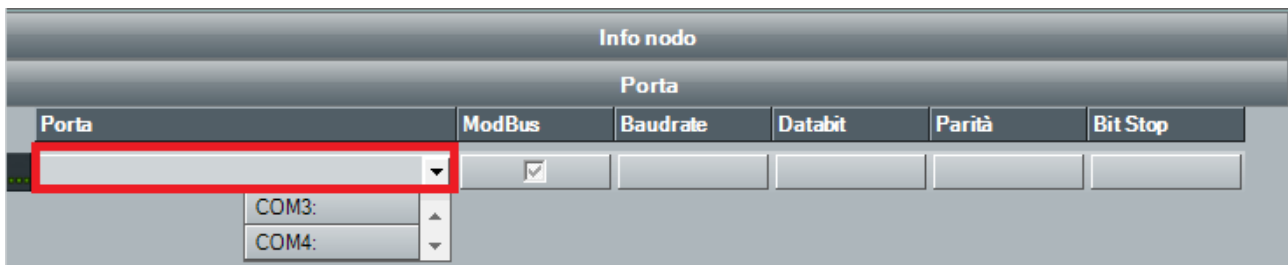 Info nodo
Porta
Porta ModBus Baudrate Databit Parità Bit Stop
COM3:
COM4: